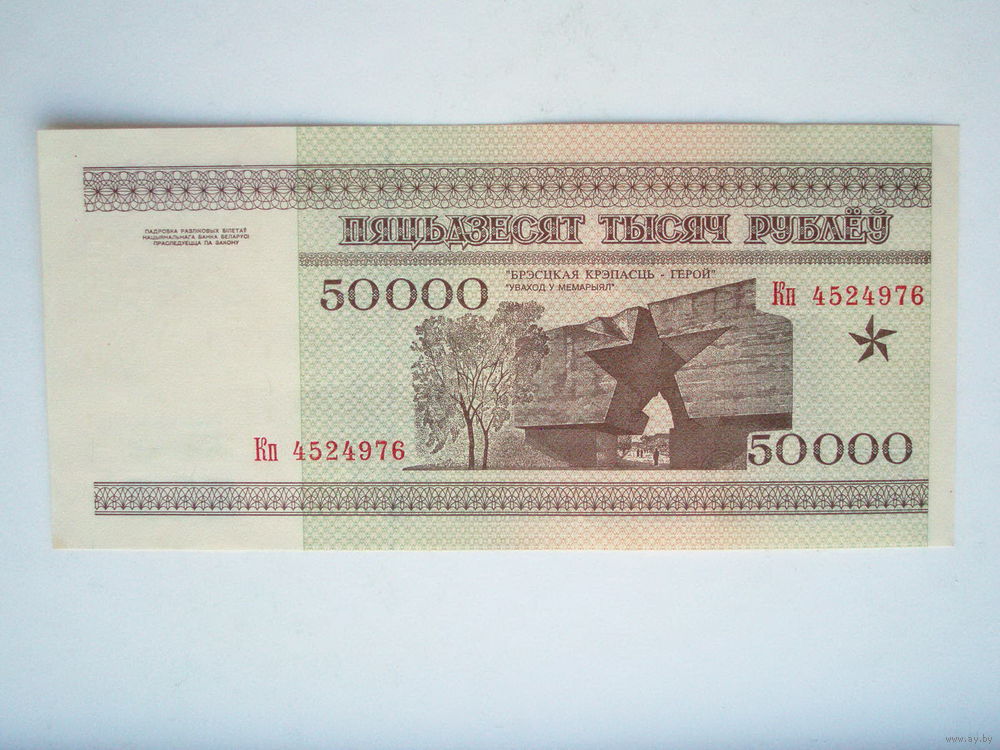 ПАДРОБКА РАЗЛІКОВЫХ БІЛЕТАЎ
НАЦЫЯНАЛЬНАГА БАНКА БЕЛАРУСІ
ПРАСЛЕДУЕЦЦА ПА ЗАКОНУ
ПЯЦЬДЗЕСЯТ ТЫСЯЧ РУБЛЁЎ
50000
"БРЭСЦКАЯ КРЭПАСЦЬ - ГЕРОЙ"
"УВАХОД У МЕМАРЫЯЛ"
Кп 4524976
Кп 4524976
50000
www.ay.by